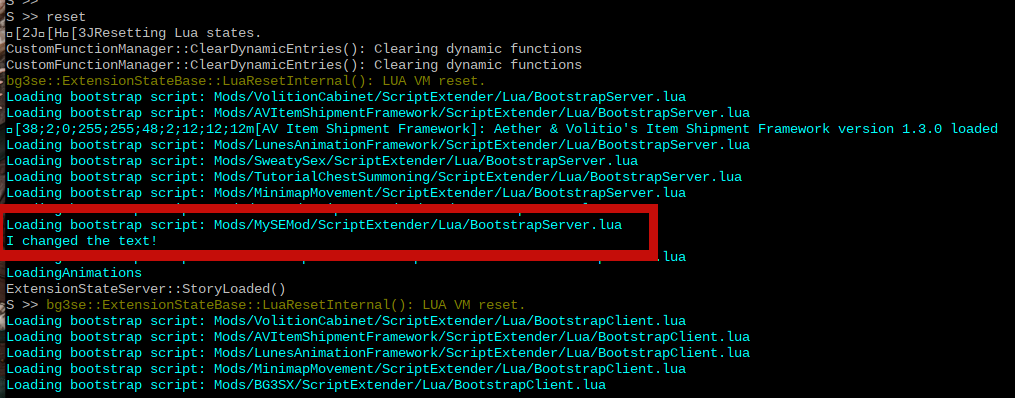 S >>
S >> reset
[2J[H[3JResetting Lua states.
CustomFunctionManager::ClearDynamicEntries(): Clearing dynamic functions
CustomFunctionManager::ClearDynamicEntries(): Clearing dynamic functions
bg3se::ExtensionStateBase::LuaResetInternal(): LUA VM reset.
Loading bootstrap script: Mods/VolitionCabinet/ScriptExtender/Lua/BootstrapServer.lua
Loading bootstrap script: Mods/AVItemShipmentFramework/ScriptExtender/Lua/BootstrapServer.lua
[38;2;0;255;255;48;2;12;12;12m[AV Item Shipment Framework]: Aether & Volitio's Item Shipment Framework version 1.3.0 loaded
Loading bootstrap script: Mods/LunesAnimationFramework/ScriptExtender/Lua/BootstrapServer.lua
Loading bootstrap script: Mods/SweatySex/ScriptExtender/Lua/BootstrapServer.lua
Loading bootstrap script: Mods/TutorialChestSummoning/ScriptExtender/Lua/BootstrapServer.lua
Loading bootstrap script: Mods/MinimapMovement/ScriptExtender/Lua/BootstrapServer.lua
Loading bootstrap script: Mods/MySEMod/ScriptExtender/Lua/BootstrapServer.lua
I changed the text!
.lua
LoadingAnimations
ExtensionStateServer::StoryLoaded()
S >> bg3se::ExtensionStateBase::LuaResetInternal(): LUA VM reset.
Loading bootstrap script: Mods/VolitionCabinet/ScriptExtender/Lua/BootstrapClient.lua
Loading bootstrap script: Mods/AVItemShipmentFramework/ScriptExtender/Lua/BootstrapClient.lua
Loading bootstrap script: Mods/LunesAnimationFramework/ScriptExtender/Lua/BootstrapClient.lua
Loading bootstrap script: Mods/MinimapMovement/ScriptExtender/Lua/BootstrapClient.lua
Loading bootstrap script: Mods/BG3SX/ScriptExtender/Lua/BootstrapClient.lua